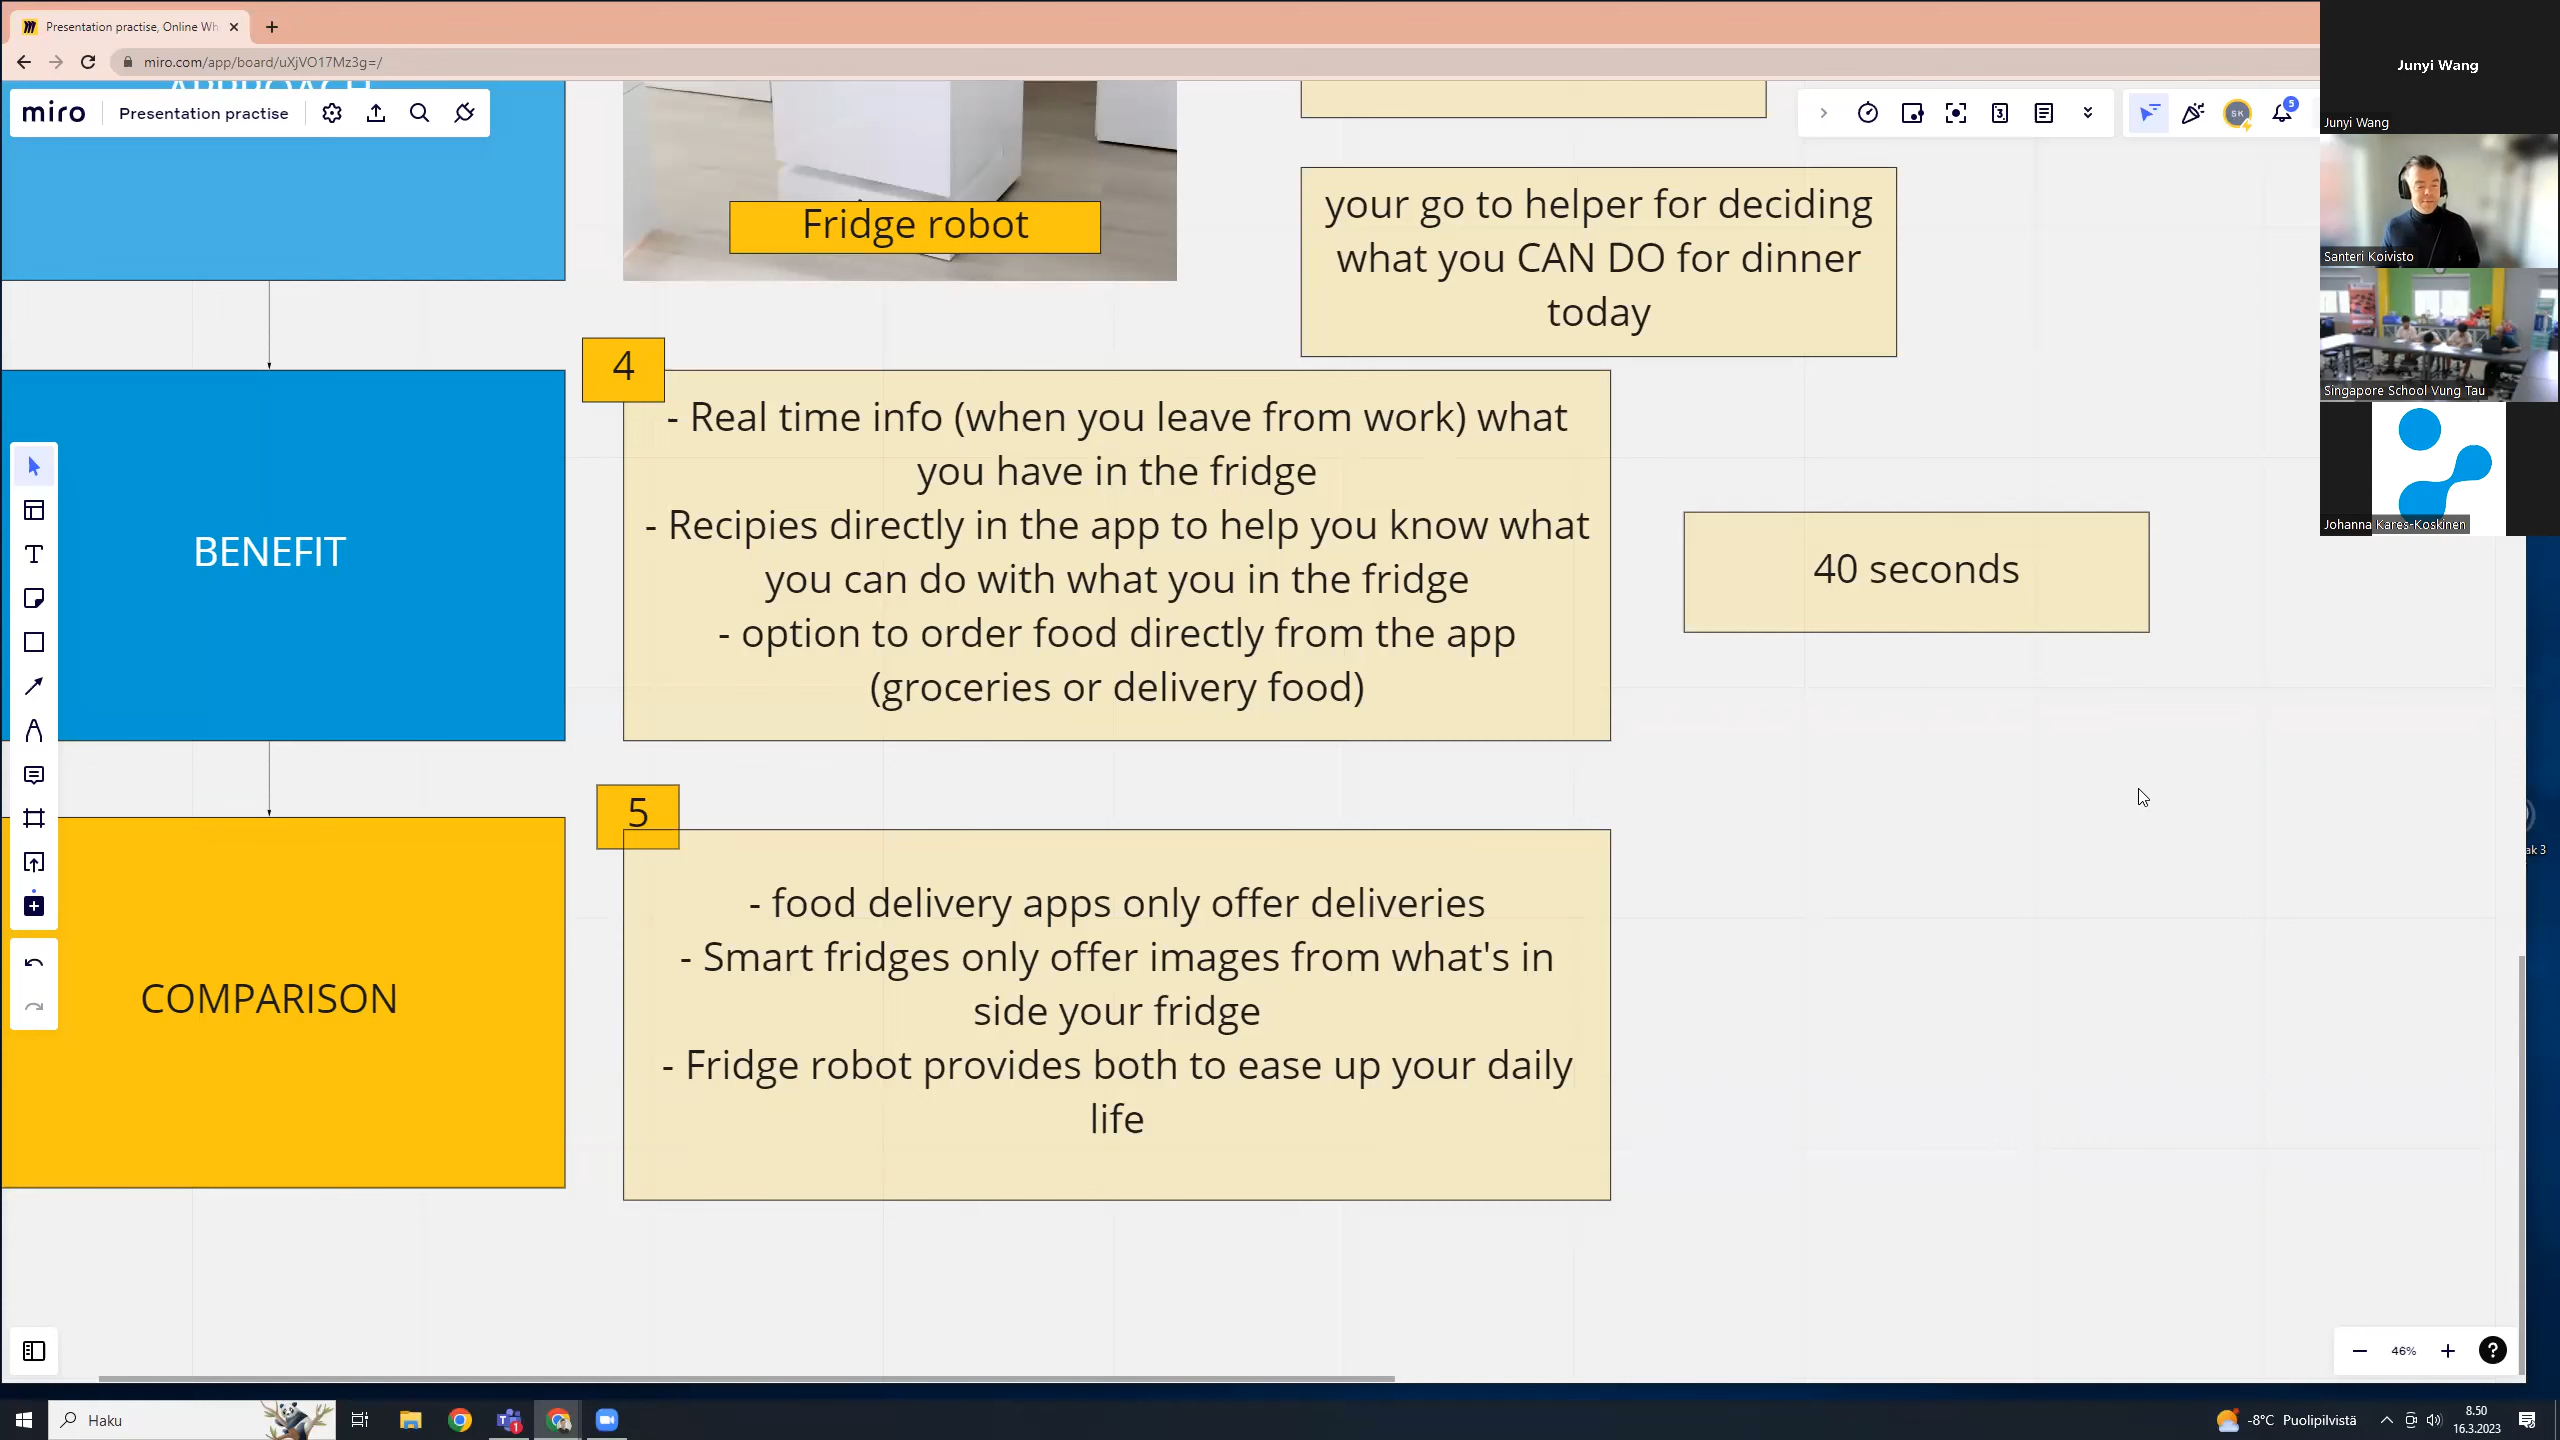 Presentation practise, Online Wh
miro.com/app/board/uXjVO17Mz3g=/
APPROACH
miro
Presentation practise
SK
5
Junyi Wang
Junyi Wang
Santeri Koivisto
Singapore School Vung Tau
Johanna Kares-Koskinen
Fridge robot
your go to helper for deciding
what you CAN DO for dinner
today
BENEFIT
4
- Real time info (when you leave from work) what
you have in the fridge
- Recipies directly in the app to help you know what
you can do with what you in the fridge
- option to order food directly from the app
(groceries or delivery food)
40 seconds
COMPARISON
5
- food delivery apps only offer deliveries
- Smart fridges only offer images from what's in
side your fridge
- Fridge robot provides both to ease up your daily
life
ak 3
46%
Haku
1
-8°C Puolipilvistä
8.50
16.3.2023